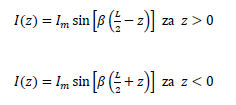 I(z) = I_m sin[β(L/2 − z)] za z > 0
I(z) = I_m sin[β(L/2 + z)] za z < 0